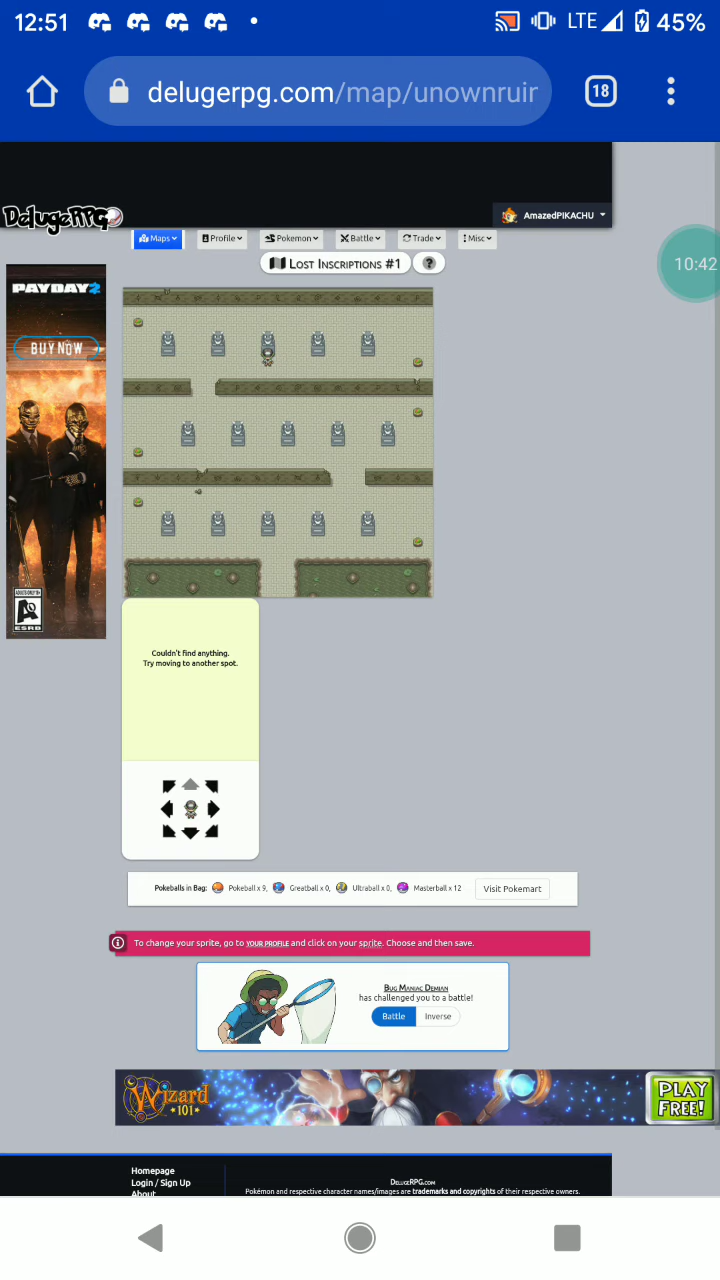 12:51
LTE
45%
delugerpg.com/map/unownruir
18
DelugeRPG
AmazedPIKACHU
Maps
Profile
Pokemon
Battle
Trade
Misc
10:42
Lost Inscriptions #1
?
PAYDAY 2
BUY NOW
ADULTS ONLY 18+
ESRB
Couldn't find anything.
Try moving to another spot.
Pokeballs in Bag: Pokeball x 9, Greatball x 0, Ultraball x 0, Masterball x 12
Visit Pokemart
To change your sprite, go to YOUR PROFILE and click on your sprite. Choose and then save.
Bug Maniac Demian
has challenged you to a battle!
Battle
Inverse
Wizard
101
PLAY
FREE!
Homepage
Login / Sign Up
About
DelugeRPG.com
Pokémon and respective character names/images are trademarks and copyrights of their respective owners.